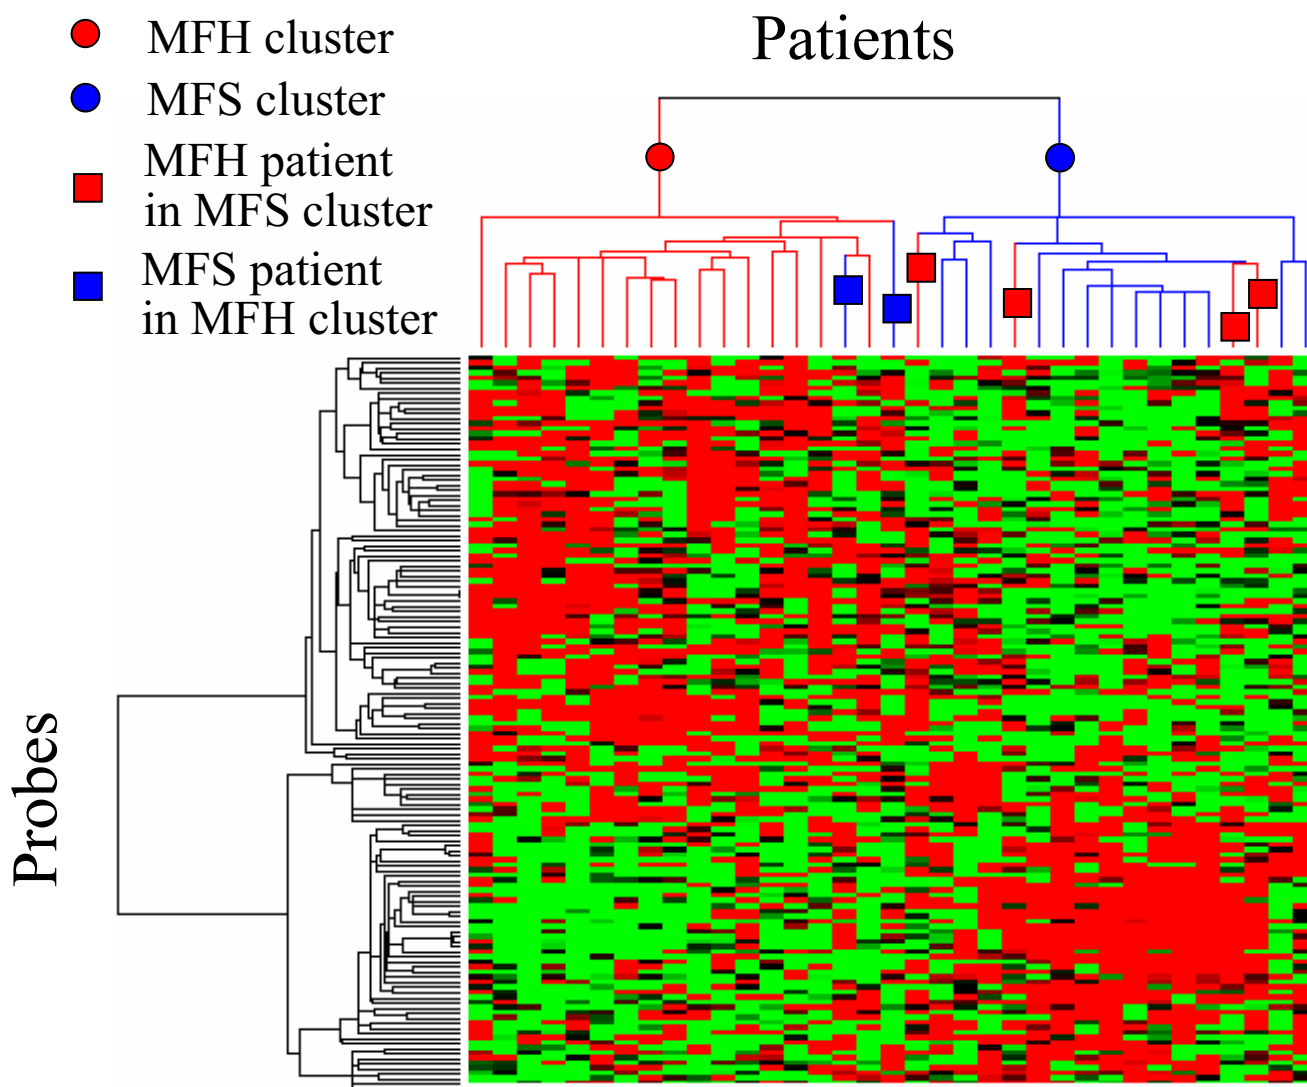 MFH cluster
MFS cluster
MFH patient
in MFS cluster
MFS patient
in MFH cluster
Patients
Probes